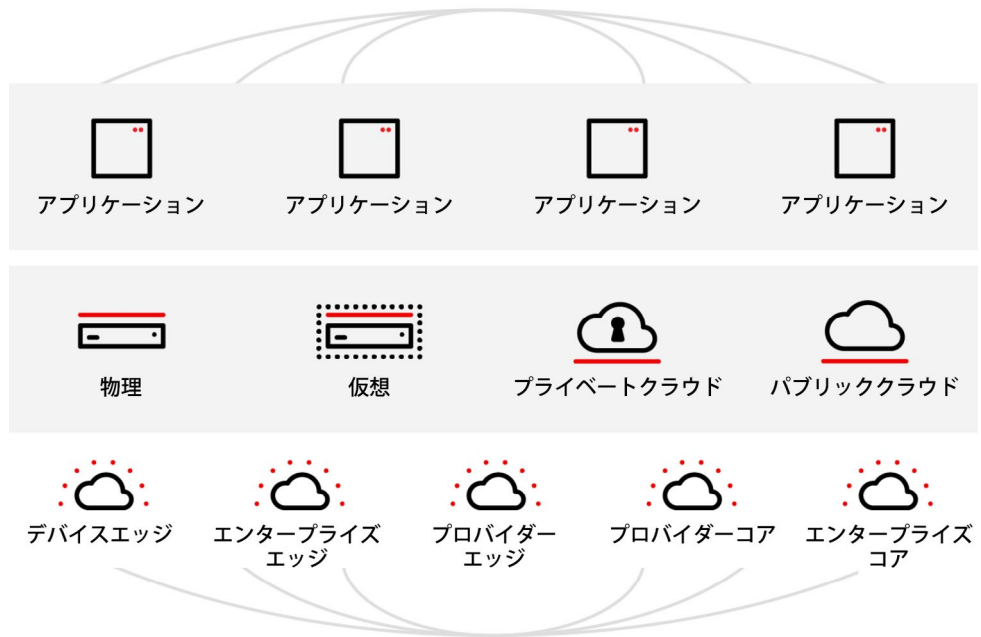 アプリケーション
アプリケーション
アプリケーション
アプリケーション
物理
仮想
プライベートクラウド
パブリッククラウド
デバイスエッジ
エンタープライズ
エッジ
プロバイダー
エッジ
プロバイダーコア
エンタープライズ
コア